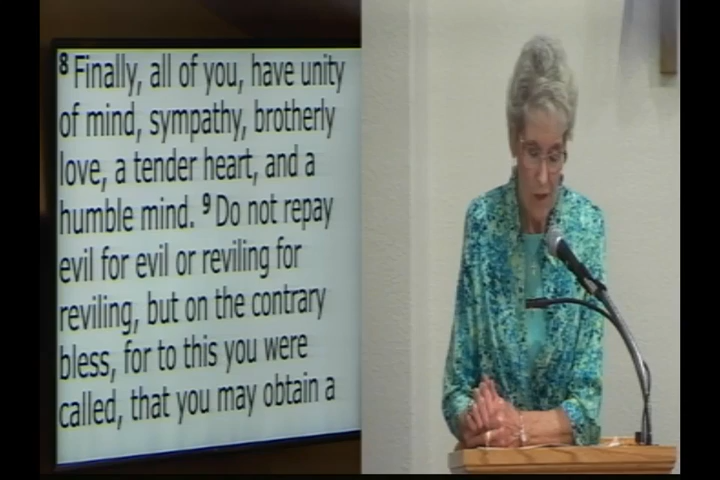 8 Finally, all of you, have unity
of mind, sympathy, brotherly
love, a tender heart, and a
humble mind. 9 Do not repay
evil for evil or reviling for
reviling, but on the contrary
bless, for to this you were
called, that you may obtain a